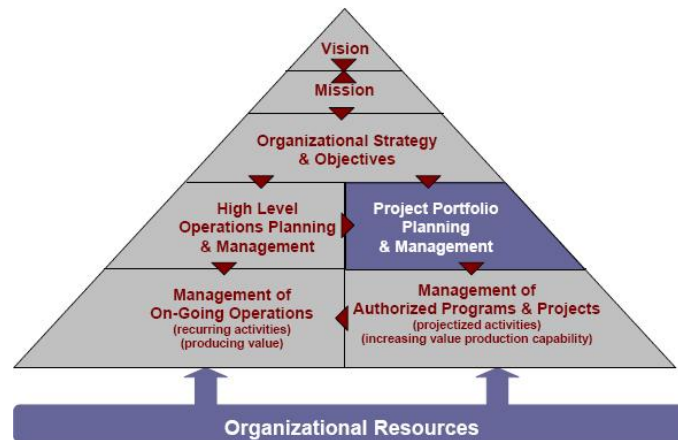 Vision
Mission
Organizational Strategy
& Objectives
High Level
Operations Planning
& Management
Project Portfolio
Planning
& Management
Management of
On-Going Operations
(recurring activities)
(producing value)
Management of
Authorized Programs & Projects
(projectized activities)
(increasing value production capability)
Organizational Resources